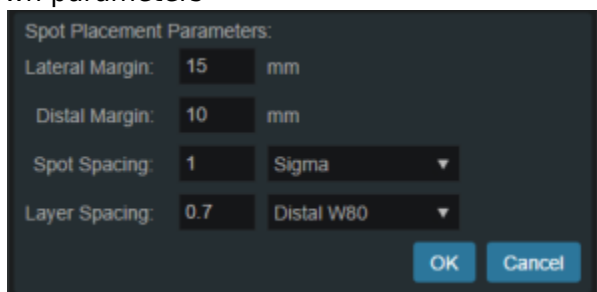 parameters
Spot Placement Parameters:
Lateral Margin: 15 mm
Distal Margin: 10 mm
Spot Spacing: 1 Sigma
Layer Spacing: 0.7 Distal W80
OK Cancel